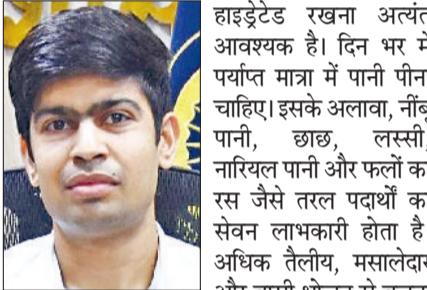 हाइड्रेटेड रखना अत्यंत
आवश्यक है। दिन भर में
पर्याप्त मात्रा में पानी पीना
चाहिए। इसके अलावा, नींबू
पानी, छाछ, लस्सी,
नारियल पानी और फलों का
रस जैसे तरल पदार्थों का
सेवन लाभकारी होता है
अधिक तैलीय, मसालेदार